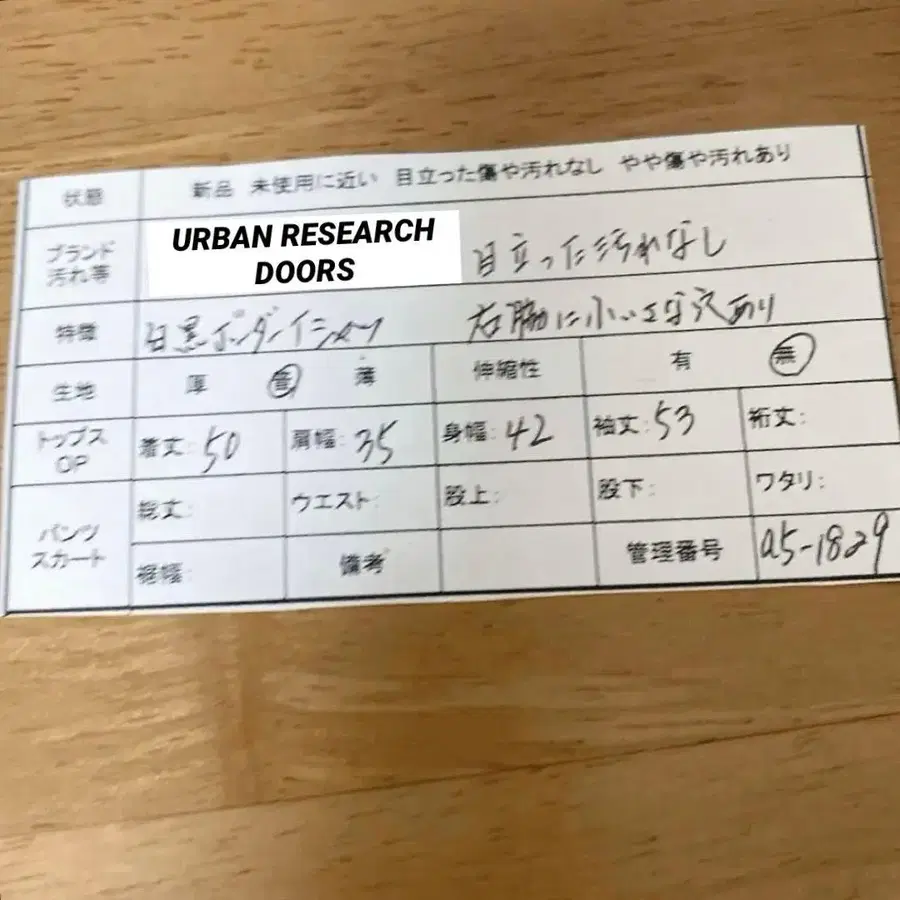 状態 新品 未使用に近い 目立った傷や汚れなし やや傷や汚れあり
ブランド 汚れ等 URBAN RESEARCH DOORS 目立った汚れなし
特徴 白黒ボーダー 右脇に小さな穴あり
生地 厚 普 薄 伸縮性 有 無
トップス OP 着丈: 50 肩幅: 35 身幅: 42 袖丈: 53 裄丈:
パンツ スカート 総丈: ウエスト: 股上: 股下: ワタリ:
裾幅: 備考 管理番号 a5-1829